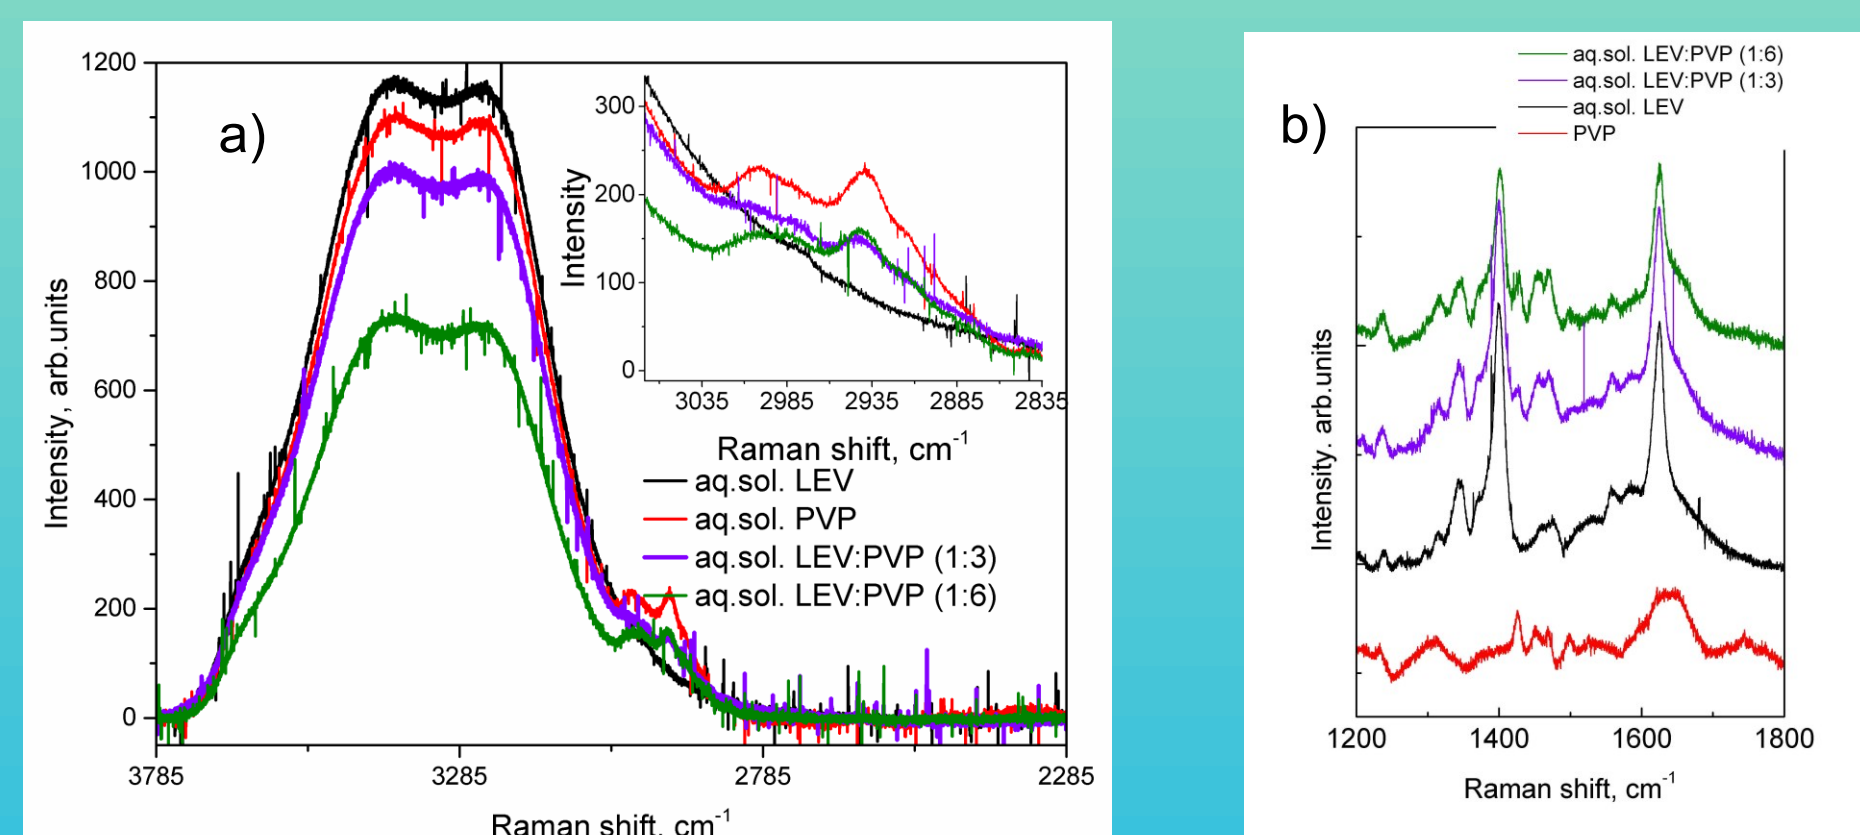 a)
Intensity, arb.units
1200
1000
800
600
400
200
0
3785
3285
2785
2285
Raman shift, cm-1
Intensity
300
200
100
0
3035
2985
2935
2885
2835
Raman shift, cm-1
aq.sol. LEV
aq.sol. PVP
aq.sol. LEV:PVP (1:3)
aq.sol. LEV:PVP (1:6)
b)
aq.sol. LEV:PVP (1:6)
aq.sol. LEV:PVP (1:3)
aq.sol. LEV
PVP
Intensity. arb.units
1200
1400
1600
1800
Raman shift, cm-1